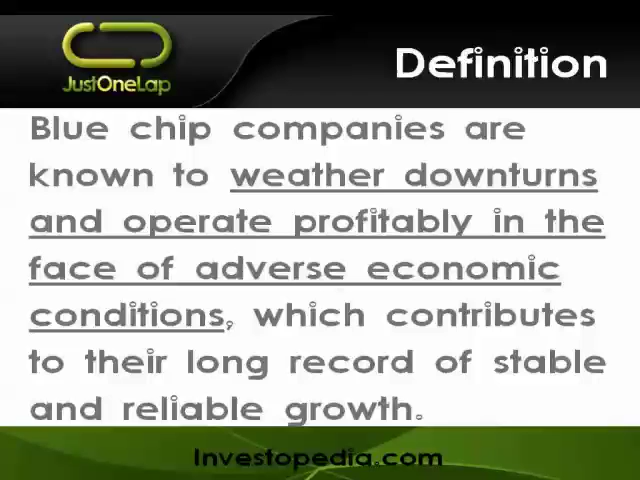 JustOneLap
Definition
Blue chip companies are
known to weather downturns
and operate profitably in the
face of adverse economic
conditions, which contributes
to their long record of stable
and reliable growth.
Investopedia.com